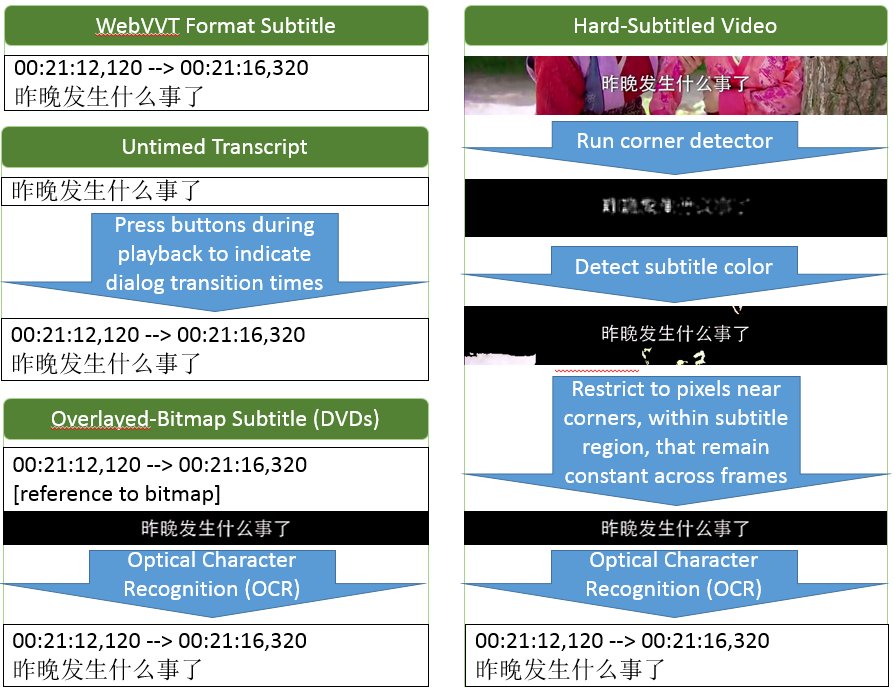 WebVVT Format Subtitle
00:21:12,120 --> 00:21:16,320
昨晚发生什么事了
Untimed Transcript
昨晚发生什么事了
Press buttons during
playback to indicate
dialog transition times
00:21:12,120 --> 00:21:16,320
昨晚发生什么事了
Overlayed-Bitmap Subtitle (DVDs)
00:21:12,120 --> 00:21:16,320
[reference to bitmap]
昨晚发生什么事了
Optical Character
Recognition (OCR)
00:21:12,120 --> 00:21:16,320
昨晚发生什么事了
Hard-Subtitled Video
昨晚发生什么事了
Run corner detector
昨晚发生什么事了
Detect subtitle color
昨晚发生什么事了
Restrict to pixels near
corners, within subtitle
region, that remain
constant across frames
昨晚发生什么事了
Optical Character
Recognition (OCR)
00:21:12,120 --> 00:21:16,320
昨晚发生什么事了